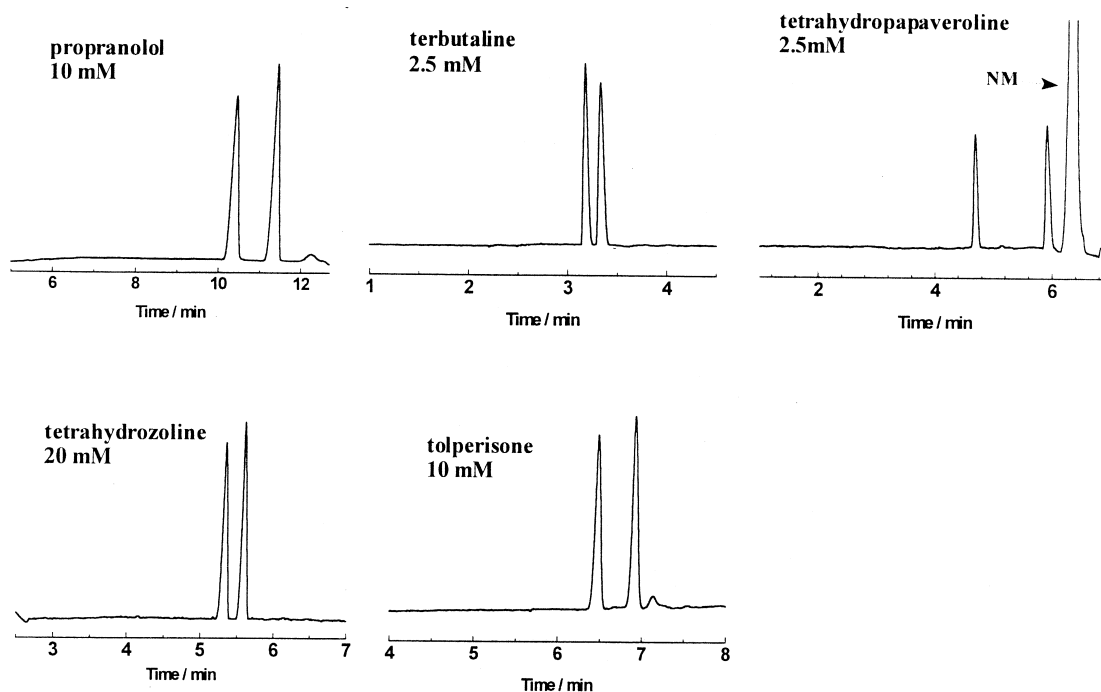 propranolol
10 mM
6 8 10 12
Time / min
terbutaline
2.5 mM
1 2 3 4
Time / min
tetrahydropapaveroline
2.5mM
NM
2 4 6
Time / min
tetrahydrozoline
20 mM
3 4 5 6 7
Time / min
tolperisone
10 mM
4 5 6 7 8
Time / min